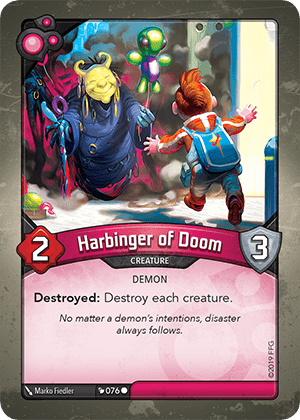 2
Harbinger of Doom
3
CREATURE
DEMON
Destroyed: Destroy each creature.
No matter a demon's intentions, disaster
always follows.
©2019 FFG
Marko Fiedler
076